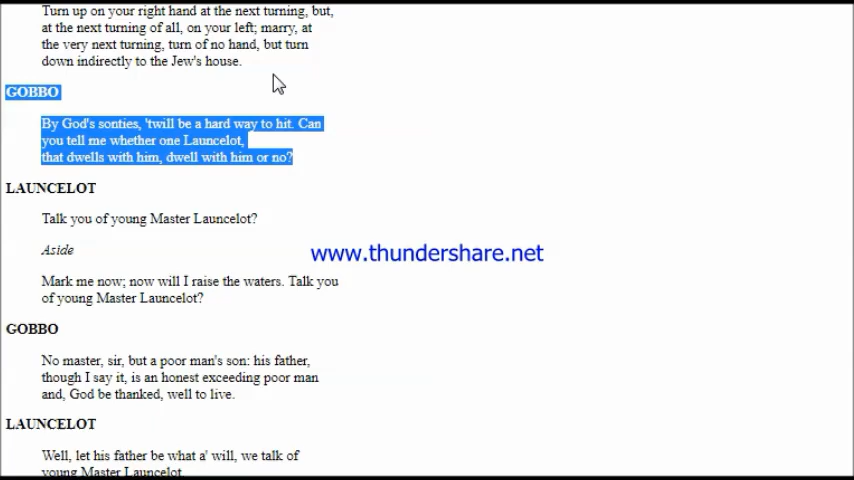 Turn up on your right hand at the next turning, but,
at the next turning of all, on your left; marry, at
the very next turning, turn of no hand, but turn
down indirectly to the Jew's house.
GOBBO
By God's sonties, 'twill be a hard way to hit. Can
you tell me whether one Launcelot,
that dwells with him, dwell with him or no?
LAUNCELOT
Talk you of young Master Launcelot?
Aside
Mark me now; now will I raise the waters. Talk you
of young Master Launcelot?
GOBBO
No master, sir, but a poor man's son: his father,
though I say it, is an honest exceeding poor man
and, God be thanked, well to live.
LAUNCELOT
Well, let his father be what a' will, we talk of
young Master Launcelot.
www.thundershare.net